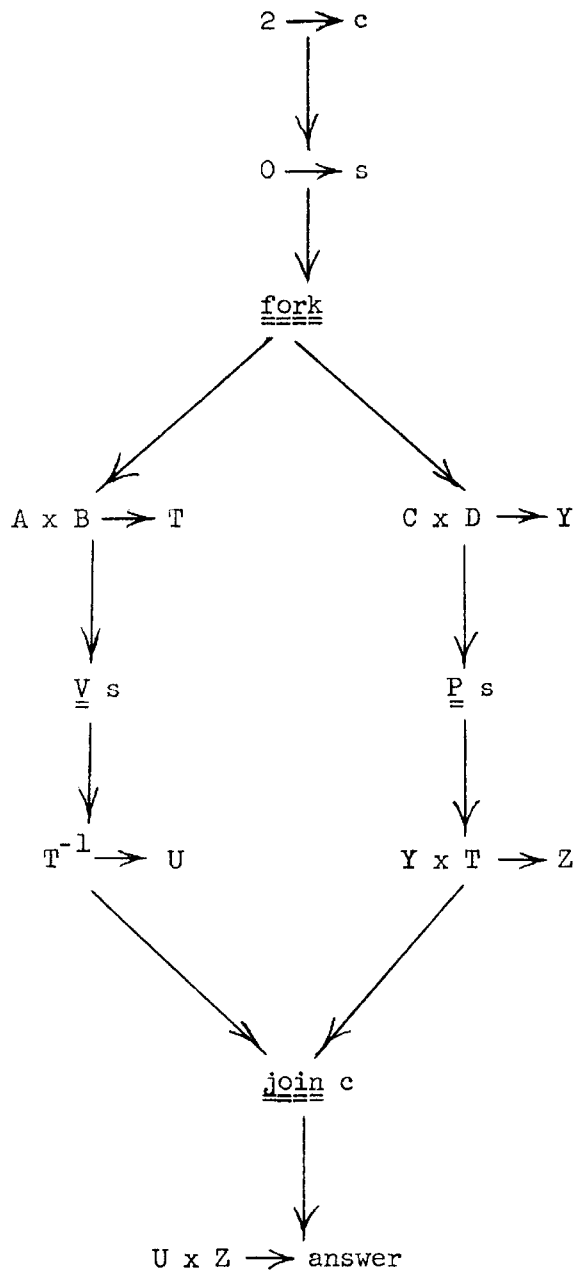 2 → c
0 → s
fork
A x B → T
C x D → Y
V s
P s
T⁻¹ → U
Y x T → Z
join c
U x Z → answer